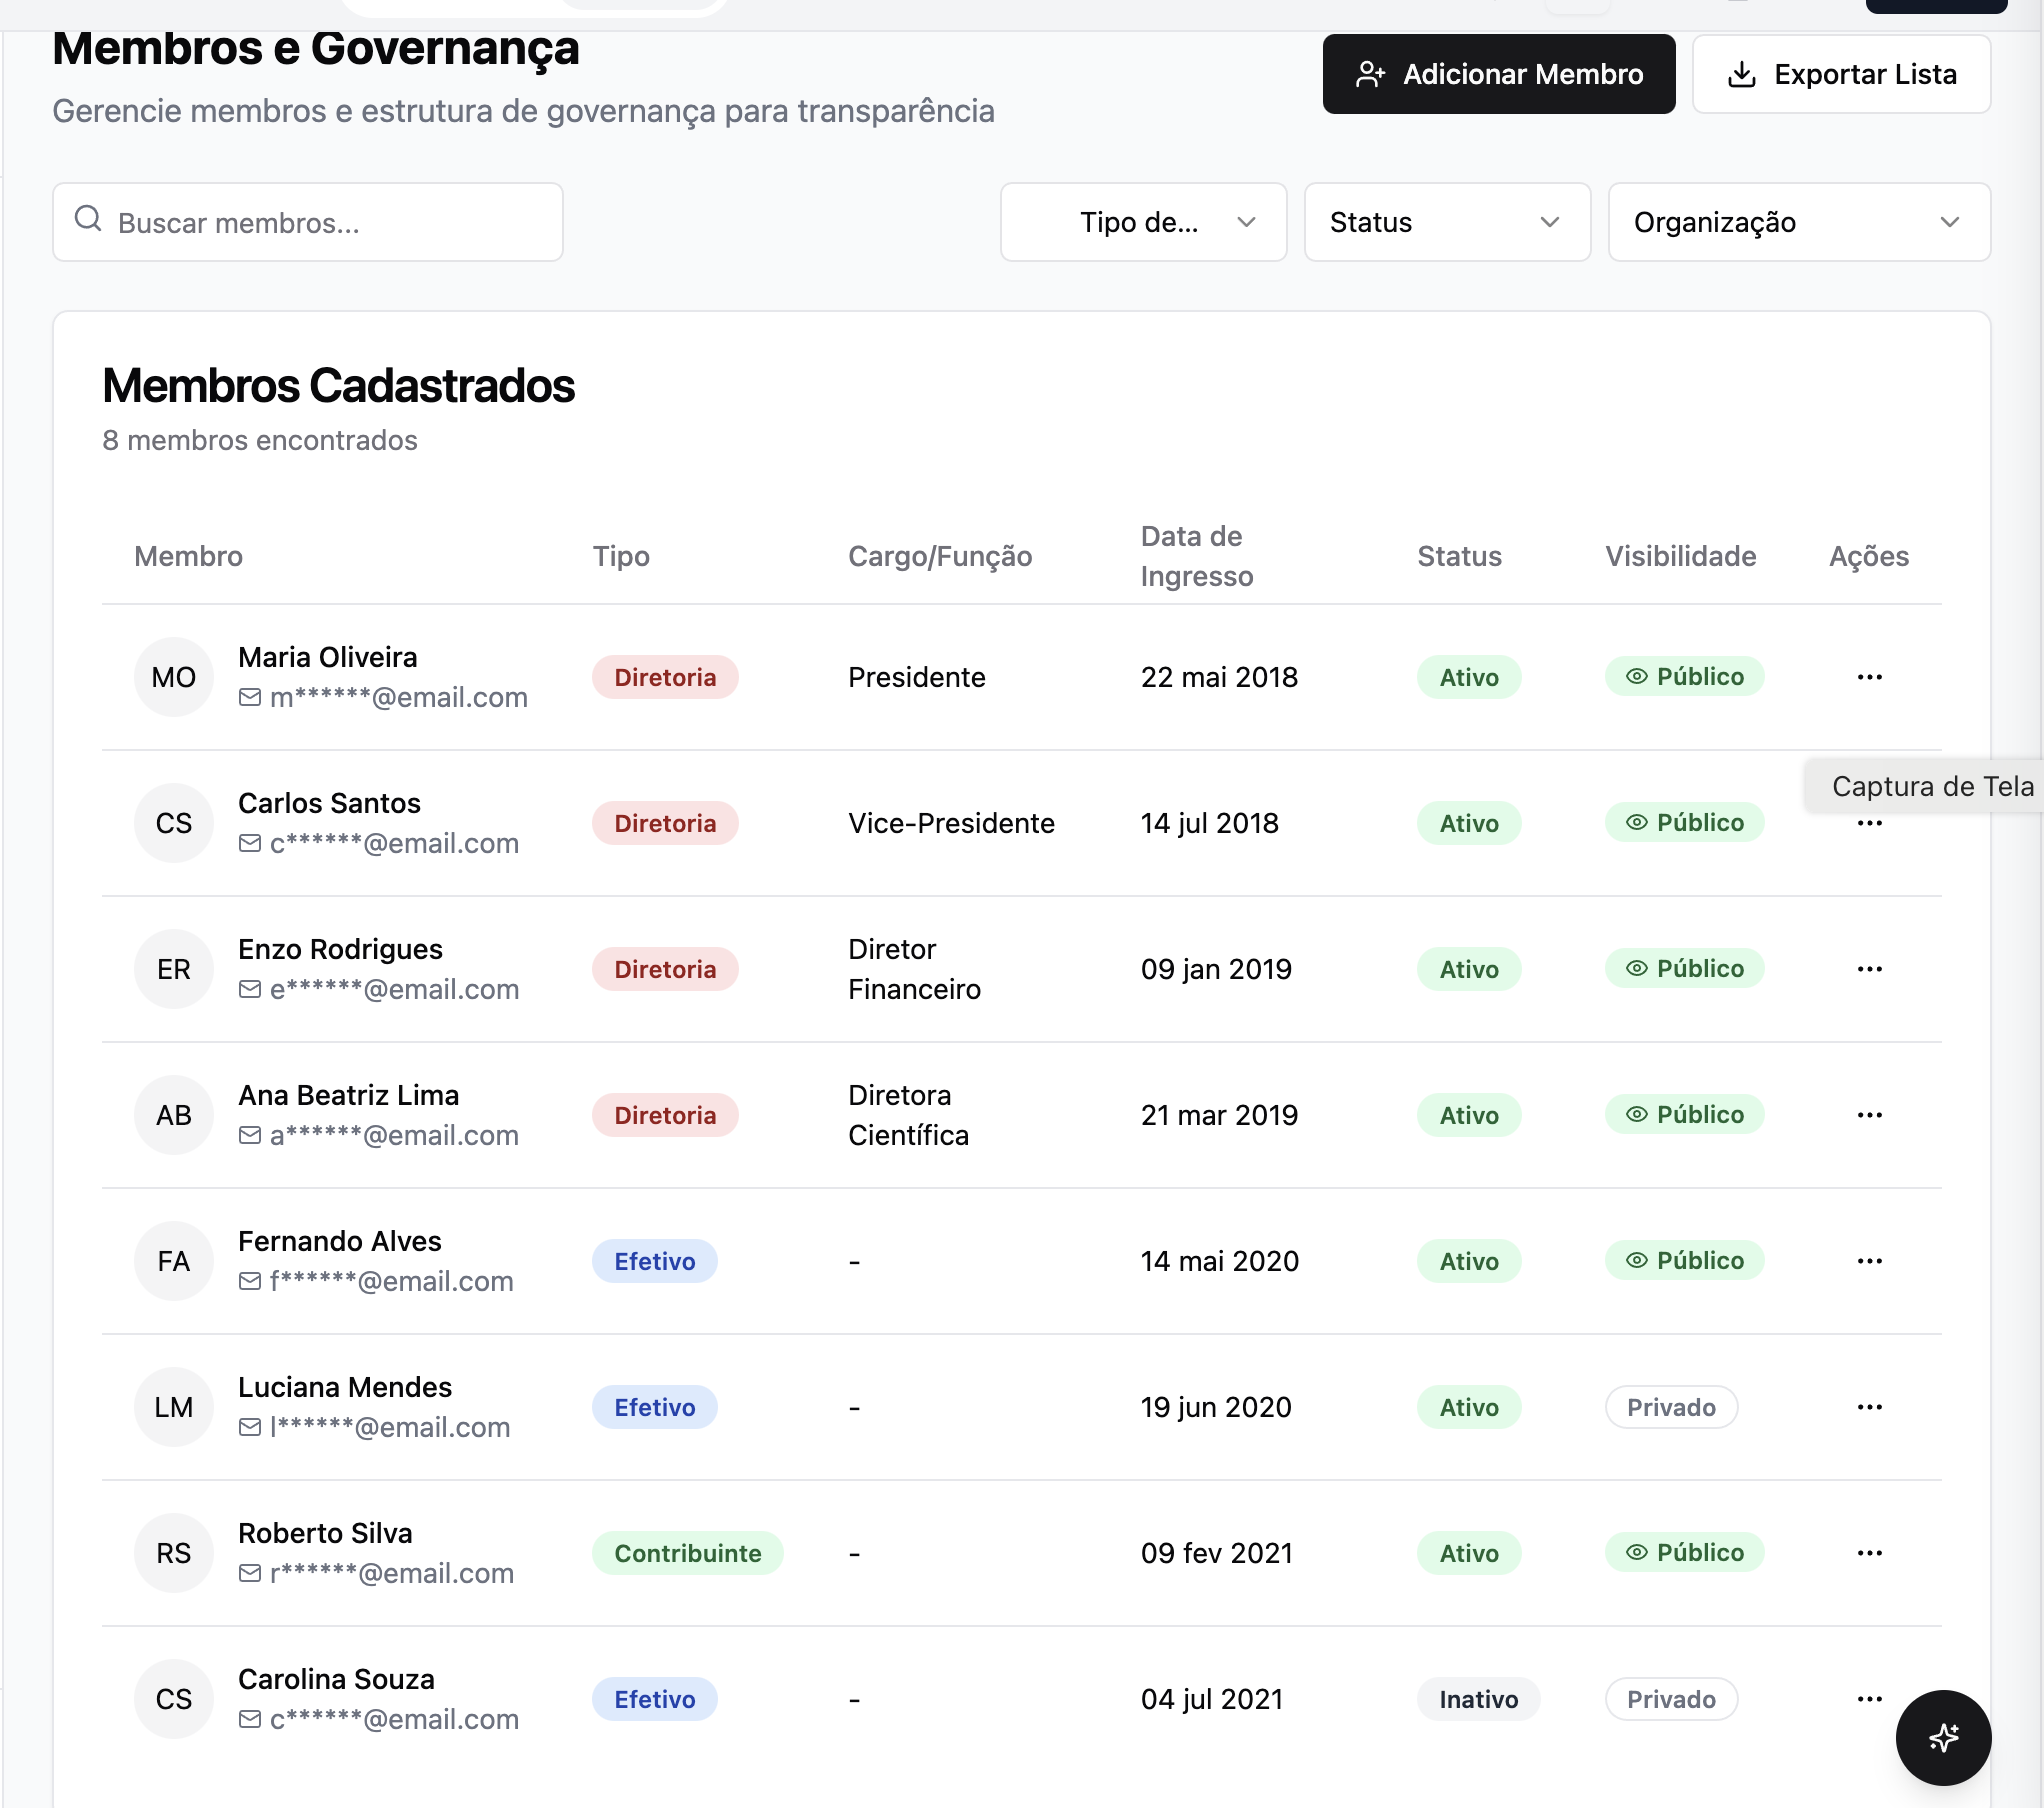 Membros e Governança
Gerencie membros e estrutura de governança para transparência
Adicionar Membro
Exportar Lista
Buscar membros...
Tipo de...
Status
Organização
Membros Cadastrados
8 membros encontrados
Membro
Tipo
Cargo/Função
Data de
Ingresso
Status
Visibilidade
Ações
MO
Maria Oliveira
m******@email.com
Diretoria
Presidente
22 mai 2018
Ativo
Público
Captura de Tela
CS
Carlos Santos
c******@email.com
Diretoria
Vice-Presidente
14 jul 2018
Ativo
Público
ER
Enzo Rodrigues
e******@email.com
Diretoria
Diretor
Financeiro
09 jan 2019
Ativo
Público
AB
Ana Beatriz Lima
a******@email.com
Diretoria
Diretora
Científica
21 mar 2019
Ativo
Público
FA
Fernando Alves
f******@email.com
Efetivo
-
14 mai 2020
Ativo
Público
LM
Luciana Mendes
l******@email.com
Efetivo
-
19 jun 2020
Ativo
Privado
RS
Roberto Silva
r******@email.com
Contribuinte
-
09 fev 2021
Ativo
Público
CS
Carolina Souza
c******@email.com
Efetivo
-
04 jul 2021
Inativo
Privado